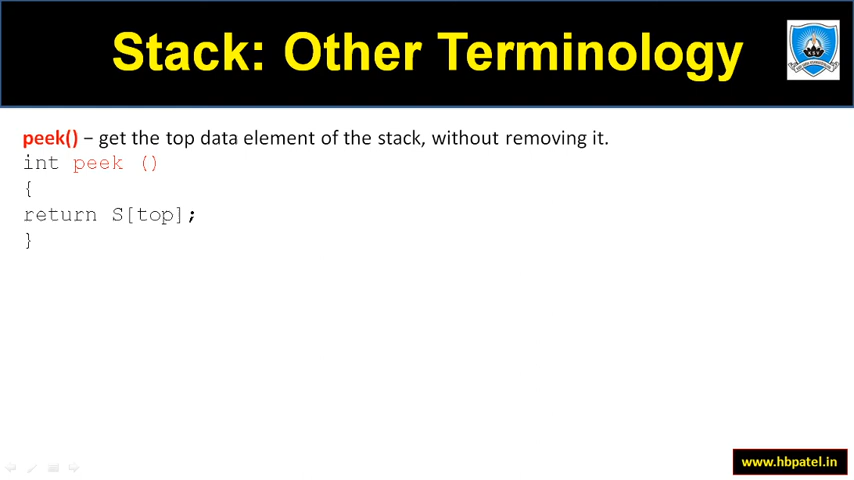 Stack: Other Terminology
peek() – get the top data element of the stack, without removing it.
int peek ()
{
return S[top];
}
www.hbpatel.in